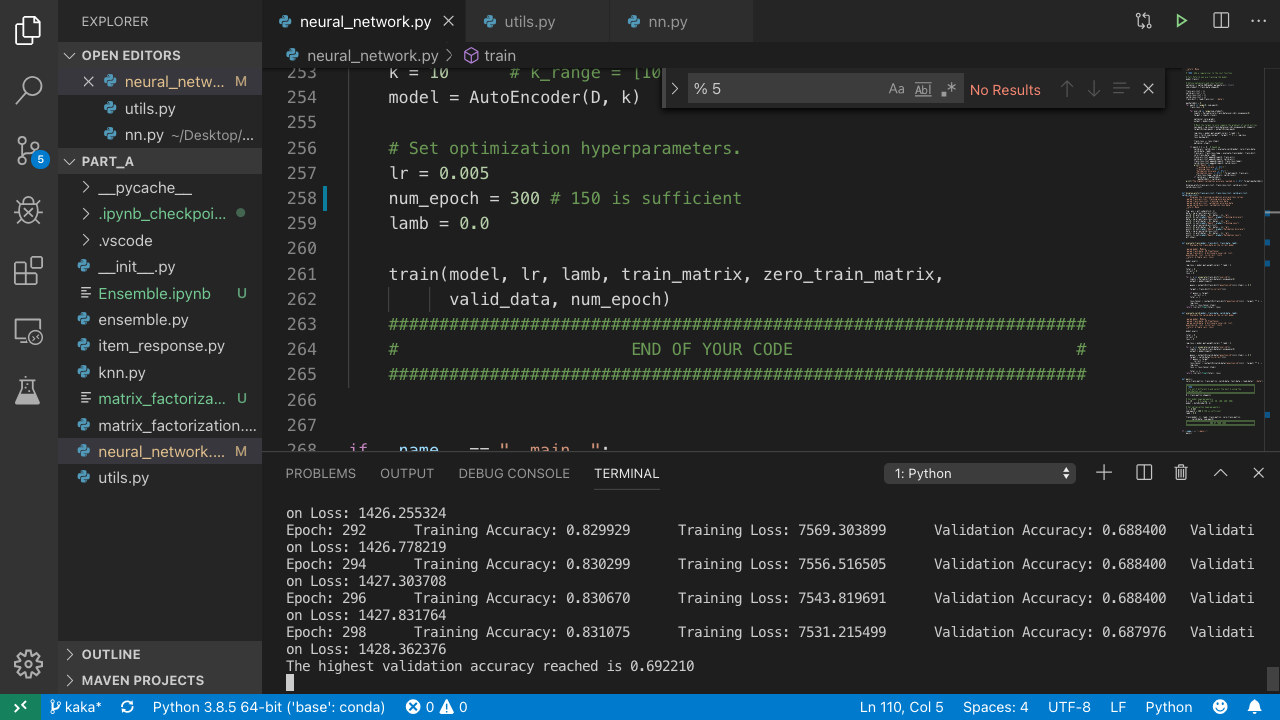 EXPLORER
OPEN EDITORS
neural_netw... M
utils.py
nn.py ~/Desktop/...
PART_A
__pycache__
.ipynb_checkpoi...
.vscode
__init__.py
Ensemble.ipynb U
ensemble.py
item_response.py
knn.py
matrix_factoriza... U
matrix_factorization....
neural_network.... M
utils.py
OUTLINE
MAVEN PROJECTS
5
neural_network.py
utils.py
nn.py
neural_network.py > train
% 5
Aa Abl .*
No Results
253 k = 10 # k_range = [10
254 model = AutoEncoder(D, k)
255
256 # Set optimization hyperparameters.
257 lr = 0.005
258 num_epoch = 300 # 150 is sufficient
259 lamb = 0.0
260
261 train(model, lr, lamb, train_matrix, zero_train_matrix,
262 valid_data, num_epoch)
263 #####################################################################
264 # END OF YOUR CODE #
265 #####################################################################
266
267
268 if __name__ == "__main__":
PROBLEMS OUTPUT DEBUG CONSOLE TERMINAL
1: Python
on Loss: 1426.255324
Epoch: 292 Training Accuracy: 0.829929 Training Loss: 7569.303899 Validation Accuracy: 0.688400 Validati
on Loss: 1426.778219
Epoch: 294 Training Accuracy: 0.830299 Training Loss: 7556.516505 Validation Accuracy: 0.688400 Validati
on Loss: 1427.303708
Epoch: 296 Training Accuracy: 0.830670 Training Loss: 7543.819691 Validation Accuracy: 0.688400 Validati
on Loss: 1427.831764
Epoch: 298 Training Accuracy: 0.831075 Training Loss: 7531.215499 Validation Accuracy: 0.687976 Validati
on Loss: 1428.362376
The highest validation accuracy reached is 0.692210
kaka* Python 3.8.5 64-bit ('base': conda) 0 0 Ln 110, Col 5 Spaces: 4 UTF-8 LF Python